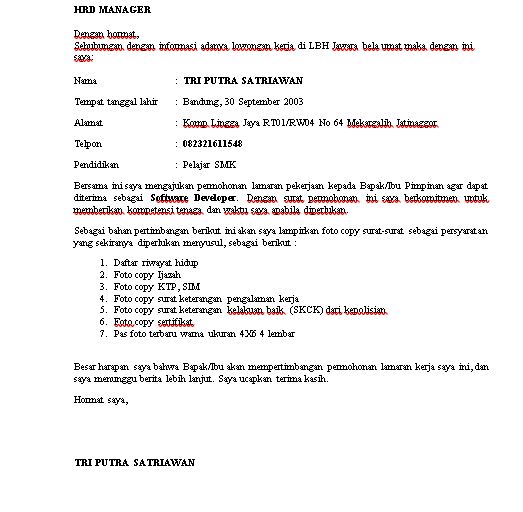 HRD MANAGER
Dengan hormat,
Sehubungan dengan informasi adanya lowongan kerja di LBH Jawara bela umat maka dengan ini
saya:
Nama : TRI PUTRA SATRIAWAN
Tempat tanggal lahir : Bandung, 30 September 2003
Alamat : Komp Lingga Jaya RT01/RW04 No 64 Mekargalih Jatinaggor
Telpon : 082321611548
Pendidikan : Pelajar SMK
Bersama ini saya mengajukan permohonan lamaran pekerjaan kepada Bapak/Ibu Pimpinan agar dapat
diterima sebagai Software Developer. Dengan surat permohonan ini saya berkomitmen untuk
memberikan kompetensi tenaga dan waktu saya apabila diperlukan.
Sebagai bahan pertimbangan berikut ini akan saya lampirkan foto copy surat-surat sebagai persyaratan
yang sekiranya diperlukan menyusul, sebagai berikut :
1. Daftar riwayat hidup
2. Foto copy Ijazah
3. Foto copy KTP, SIM
4. Foto copy surat keterangan pengalaman kerja
5. Foto copy surat keterangan kelakuan baik (SKCK) dari kepolisian
6. Foto copy sertifikat
7. Pas foto terbaru warna ukuran 4X6 4 lembar
Besar harapan saya bahwa Bapak/Ibu akan mempertimbangan permohonan lamaran kerja saya ini, dan
saya menunggu berita lebih lanjut. Saya ucapkan terima kasih.
Hormat saya,
TRI PUTRA SATRIAWAN